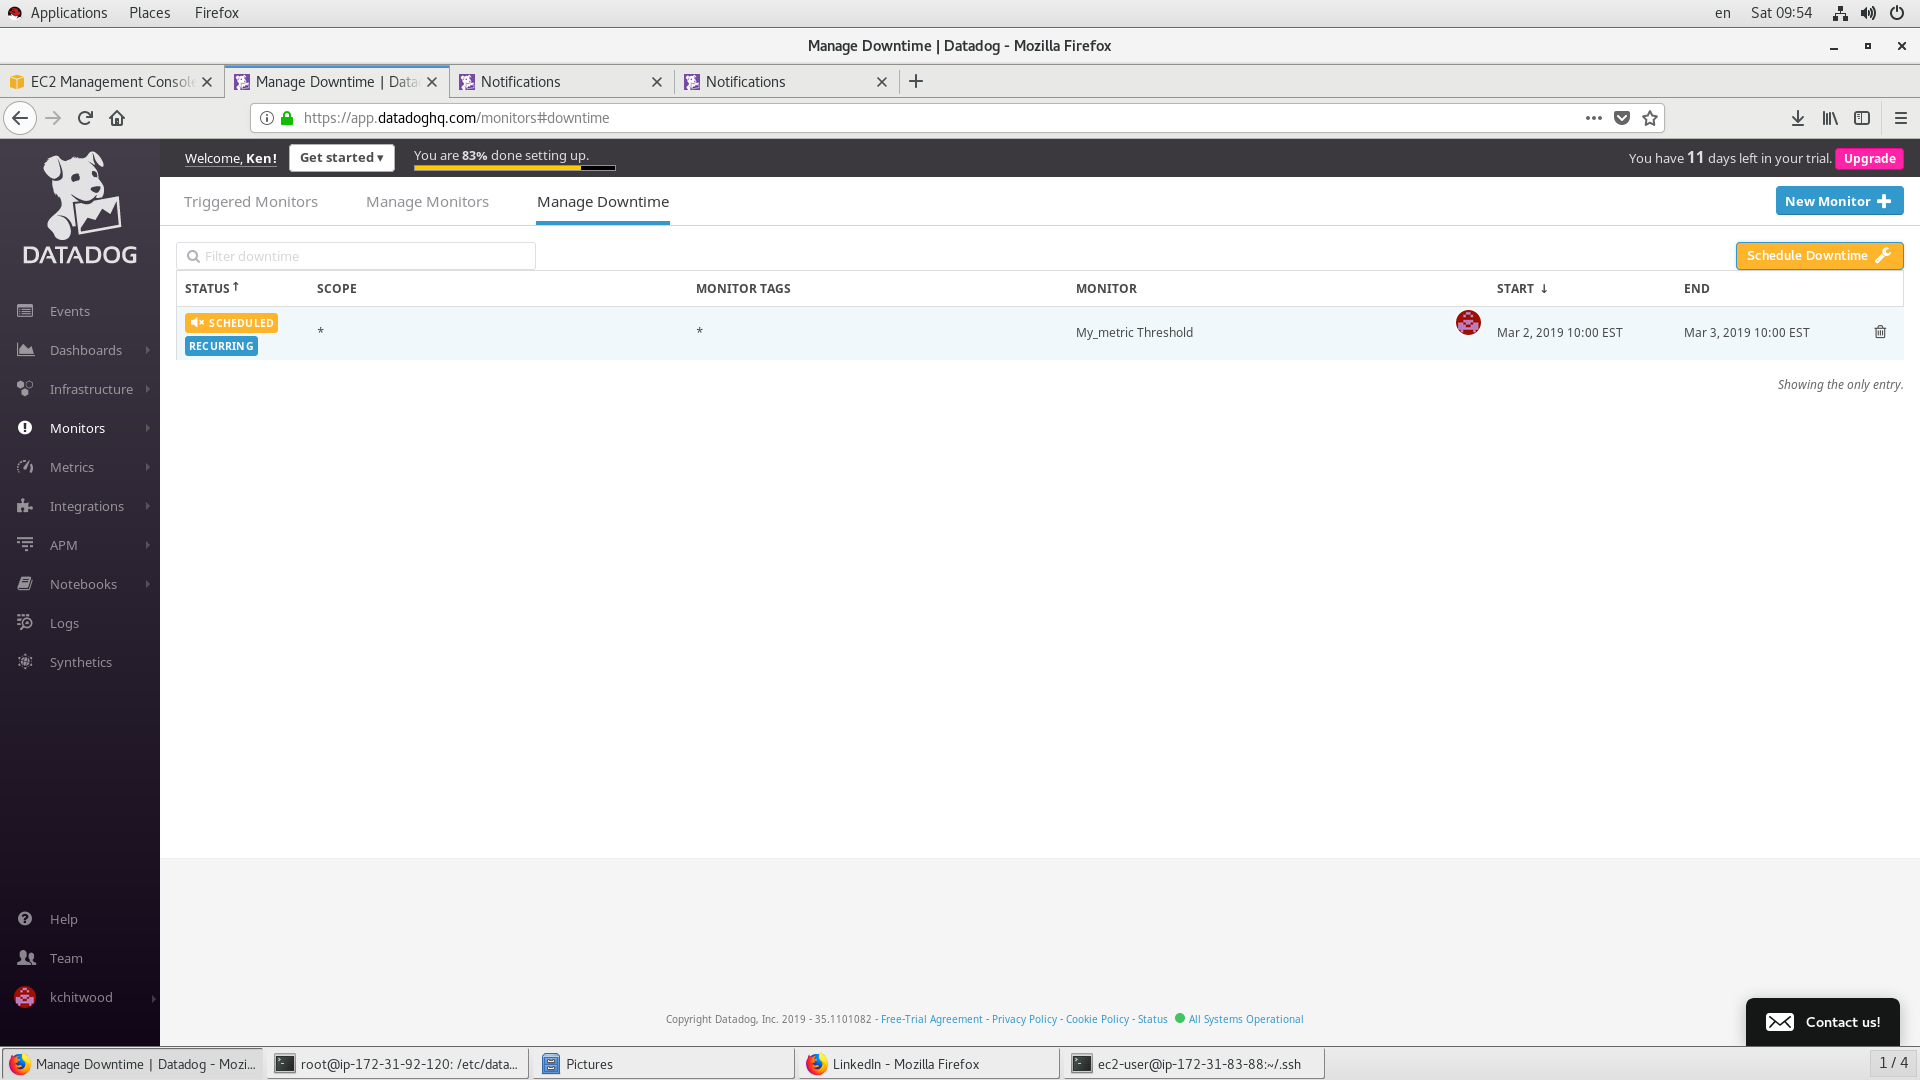 Applications Places Firefox en Sat 09:54
Manage Downtime | Datadog - Mozilla Firefox
EC2 Management Consol Manage Downtime | Data Notifications Notifications
https://app.datadoghq.com/monitors#downtime
Welcome, Ken! Get started ▾ You are 83% done setting up. You have 11 days left in your trial. Upgrade
DATADOG
Events
Dashboards
Infrastructure
Monitors
Metrics
Integrations
APM
Notebooks
Logs
Synthetics
Help
Team
kchitwood
Triggered Monitors Manage Monitors Manage Downtime New Monitor
Filter downtime Schedule Downtime
STATUS ↑ SCOPE MONITOR TAGS MONITOR START ↓ END
SCHEDULED
RECURRING
* * My_metric Threshold Mar 2, 2019 10:00 EST Mar 3, 2019 10:00 EST
Showing the only entry.
Copyright Datadog, Inc. 2019 - 35.1101082 - Free-Trial Agreement - Privacy Policy - Cookie Policy - Status All Systems Operational
Contact us!
Manage Downtime | Datadog - Mozi... root@ip-172-31-92-120: /etc/data... Pictures LinkedIn - Mozilla Firefox ec2-user@ip-172-31-83-88:~/.ssh 1 / 4